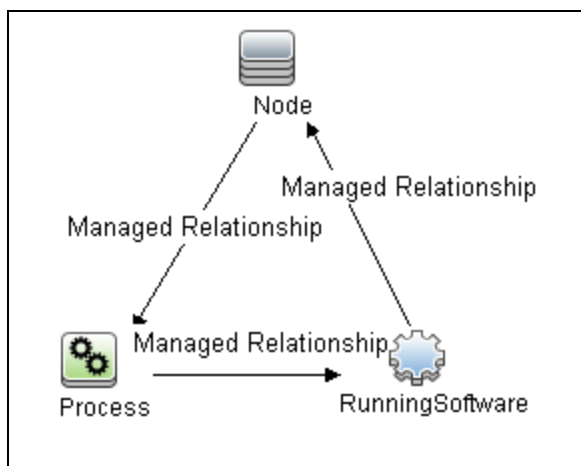 Node
Managed Relationship
Managed Relationship
Managed Relationship
Process
RunningSoftware